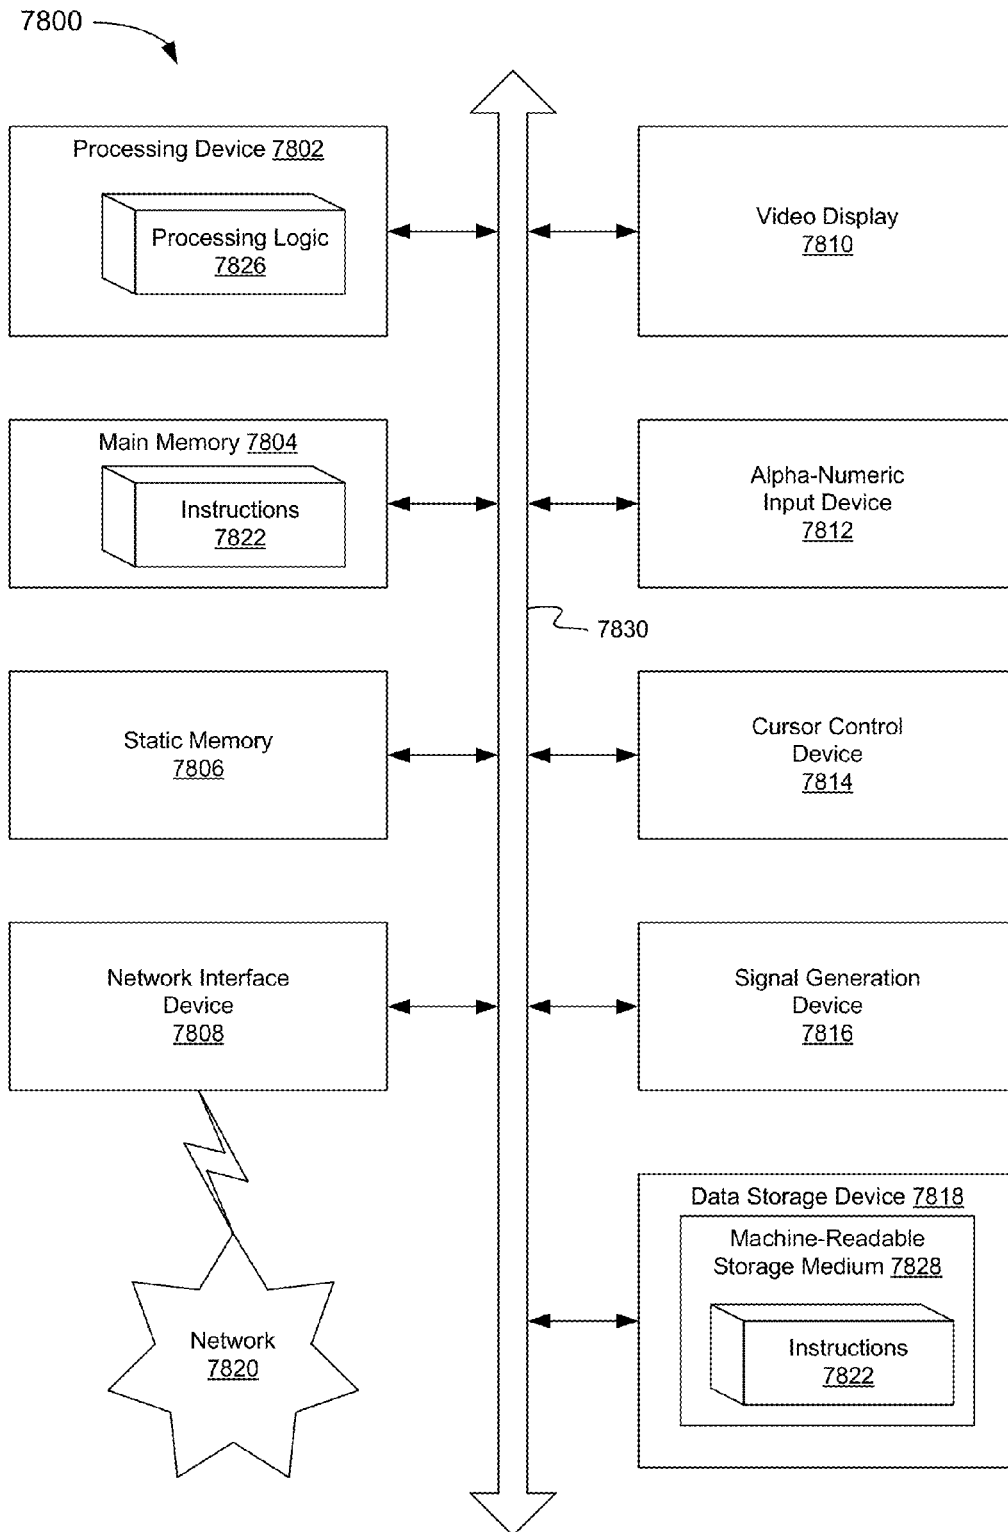 7800
Processing Device 7802
Processing Logic
7826
Video Display
7810
Main Memory 7804
Instructions
7822
Alpha-Numeric
Input Device
7812
7830
Static Memory
7806
Cursor Control
Device
7814
Network Interface
Device
7808
Signal Generation
Device
7816
Data Storage Device 7818
Machine-Readable
Storage Medium 7828
Instructions
7822
Network
7820